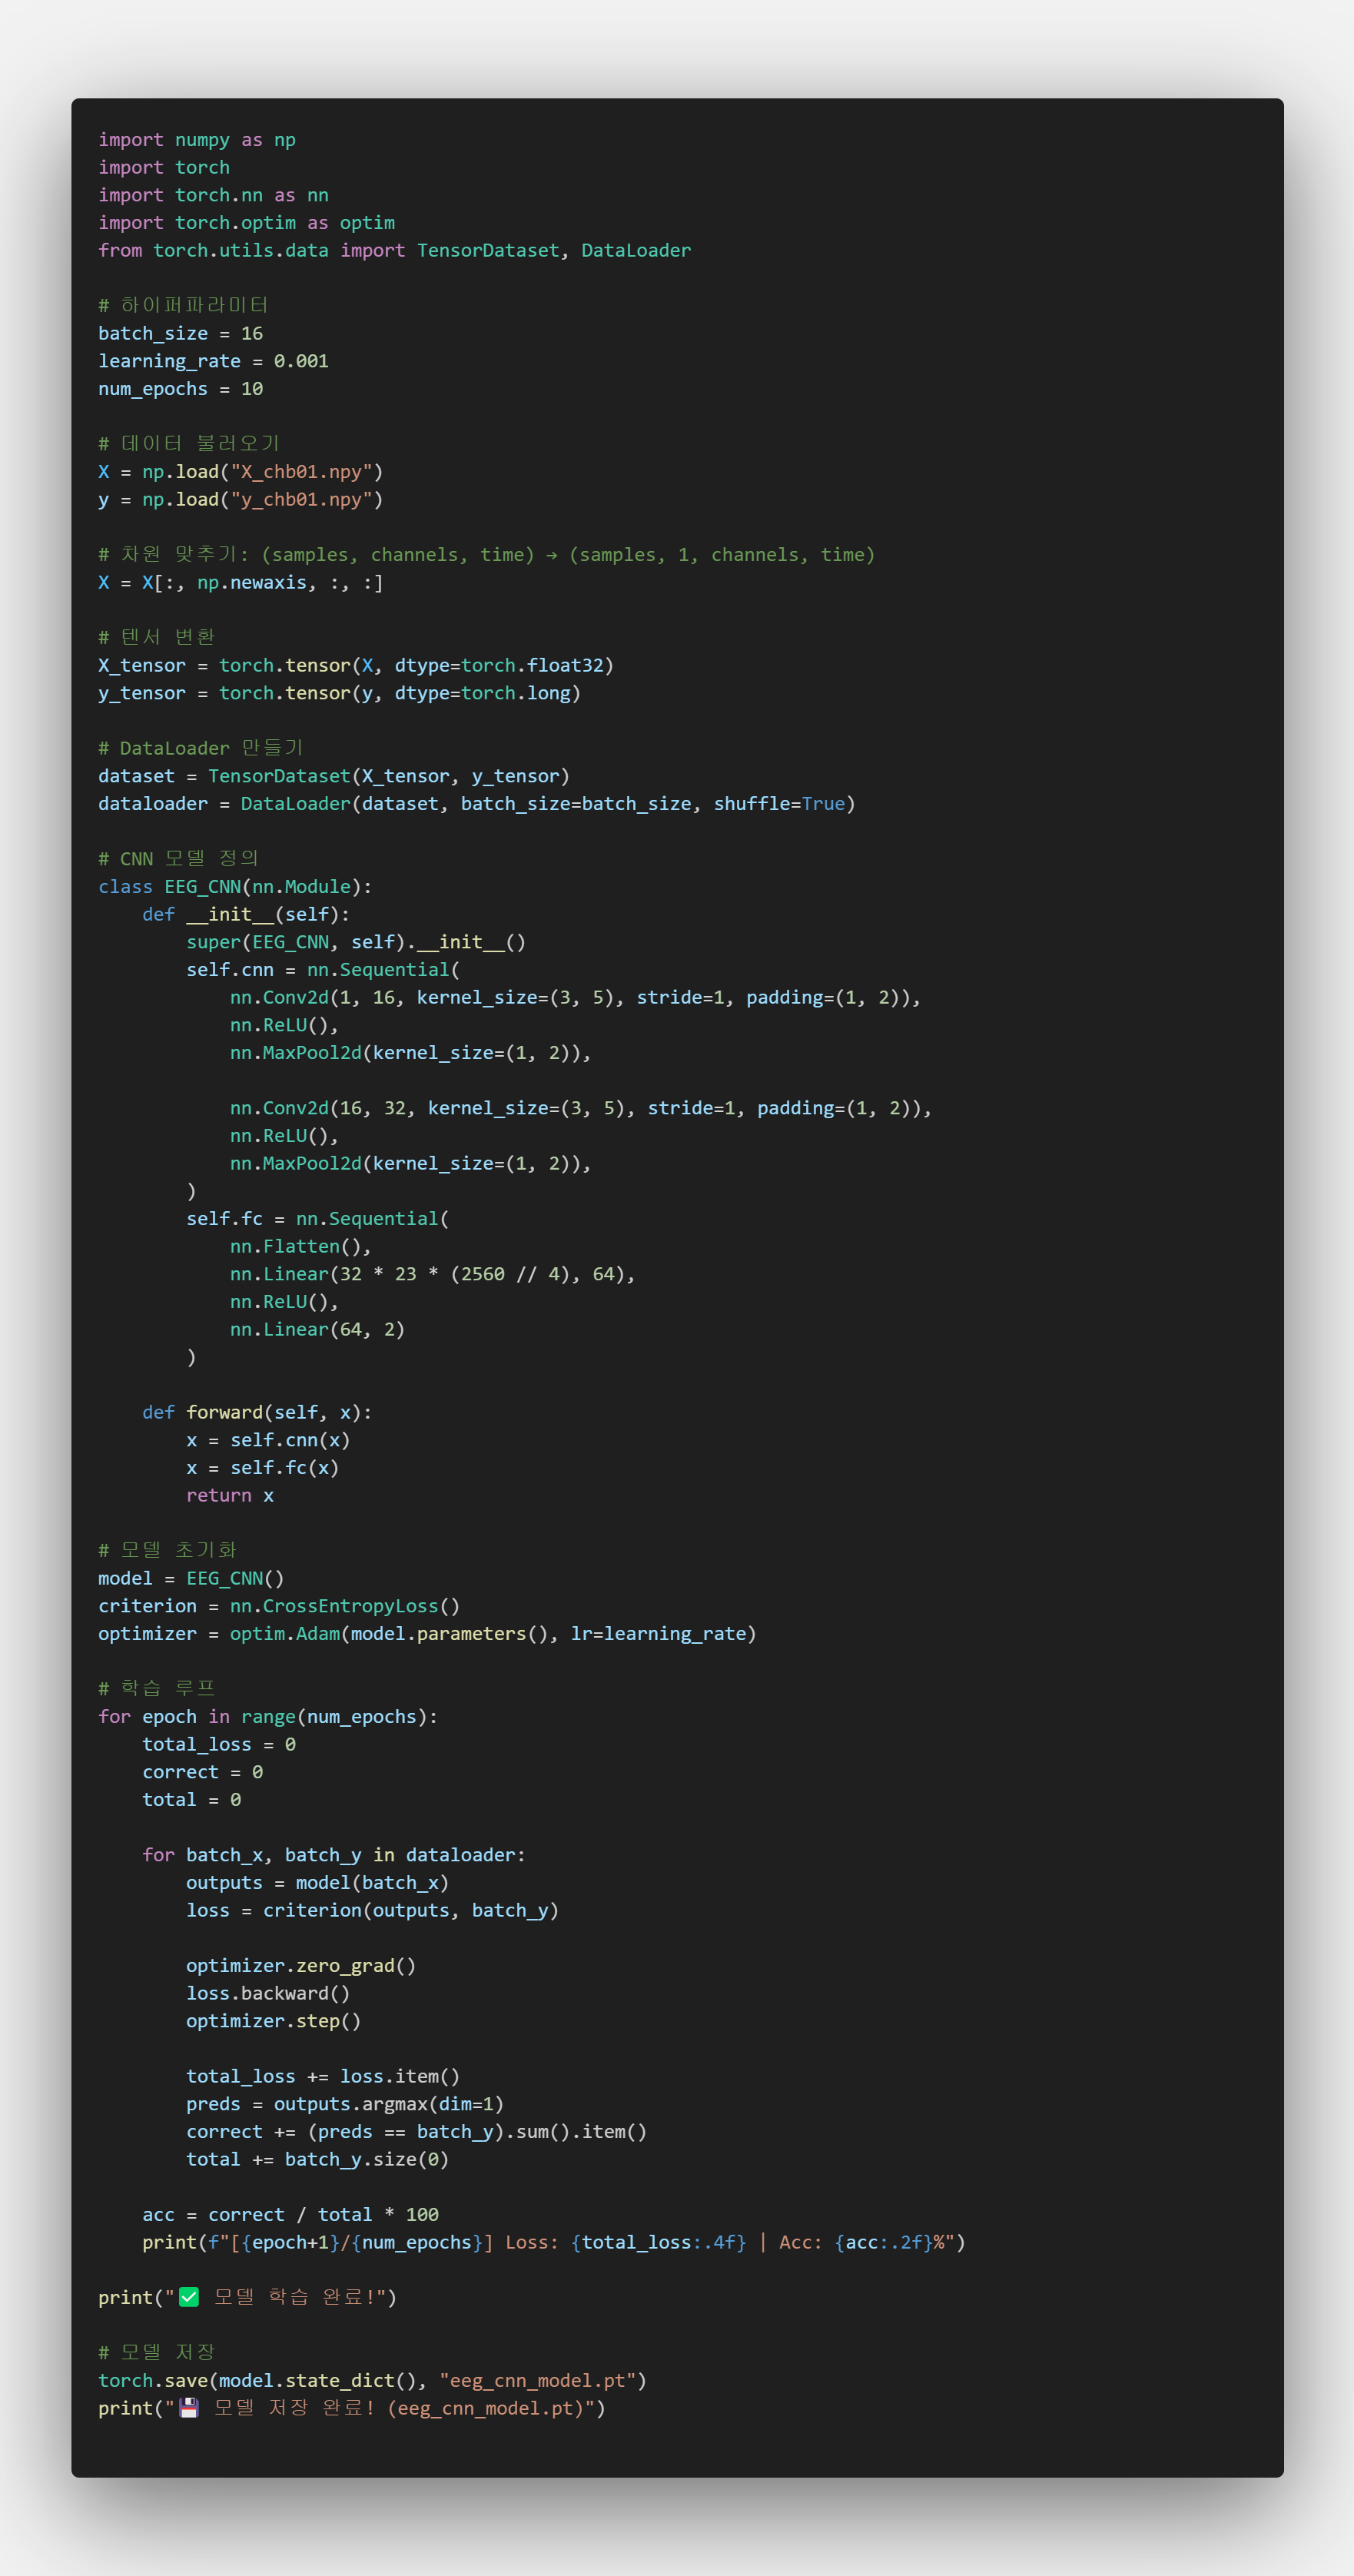 import numpy as np
import torch
import torch.nn as nn
import torch.optim as optim
from torch.utils.data import TensorDataset, DataLoader

# 하이퍼파라미터
batch_size = 16
learning_rate = 0.001
num_epochs = 10

# 데이터 불러오기
X = np.load("X_chb01.npy")
y = np.load("y_chb01.npy")

# 차원 맞추기: (samples, channels, time) → (samples, 1, channels, time)
X = X[:, np.newaxis, :, :]

# 텐서 변환
X_tensor = torch.tensor(X, dtype=torch.float32)
y_tensor = torch.tensor(y, dtype=torch.long)

# DataLoader 만들기
dataset = TensorDataset(X_tensor, y_tensor)
dataloader = DataLoader(dataset, batch_size=batch_size, shuffle=True)

# CNN 모델 정의
class EEG_CNN(nn.Module):
    def __init__(self):
        super(EEG_CNN, self).__init__()
        self.cnn = nn.Sequential(
            nn.Conv2d(1, 16, kernel_size=(3, 5), stride=1, padding=(1, 2)),
            nn.ReLU(),
            nn.MaxPool2d(kernel_size=(1, 2)),

            nn.Conv2d(16, 32, kernel_size=(3, 5), stride=1, padding=(1, 2)),
            nn.ReLU(),
            nn.MaxPool2d(kernel_size=(1, 2)),
        )
        self.fc = nn.Sequential(
            nn.Flatten(),
            nn.Linear(32 * 23 * (2560 // 4), 64),
            nn.ReLU(),
            nn.Linear(64, 2)
        )

    def forward(self, x):
        x = self.cnn(x)
        x = self.fc(x)
        return x

# 모델 초기화
model = EEG_CNN()
criterion = nn.CrossEntropyLoss()
optimizer = optim.Adam(model.parameters(), lr=learning_rate)

# 학습 루프
for epoch in range(num_epochs):
    total_loss = 0
    correct = 0
    total = 0

    for batch_x, batch_y in dataloader:
        outputs = model(batch_x)
        loss = criterion(outputs, batch_y)

        optimizer.zero_grad()
        loss.backward()
        optimizer.step()

        total_loss += loss.item()
        preds = outputs.argmax(dim=1)
        correct += (preds == batch_y).sum().item()
        total += batch_y.size(0)

    acc = correct / total * 100
    print(f"[{epoch+1}/{num_epochs}] Loss: {total_loss:.4f} | Acc: {acc:.2f}%")

print("✅ 모델 학습 완료!")

# 모델 저장
torch.save(model.state_dict(), "eeg_cnn_model.pt")
print("💾 모델 저장 완료! (eeg_cnn_model.pt)")